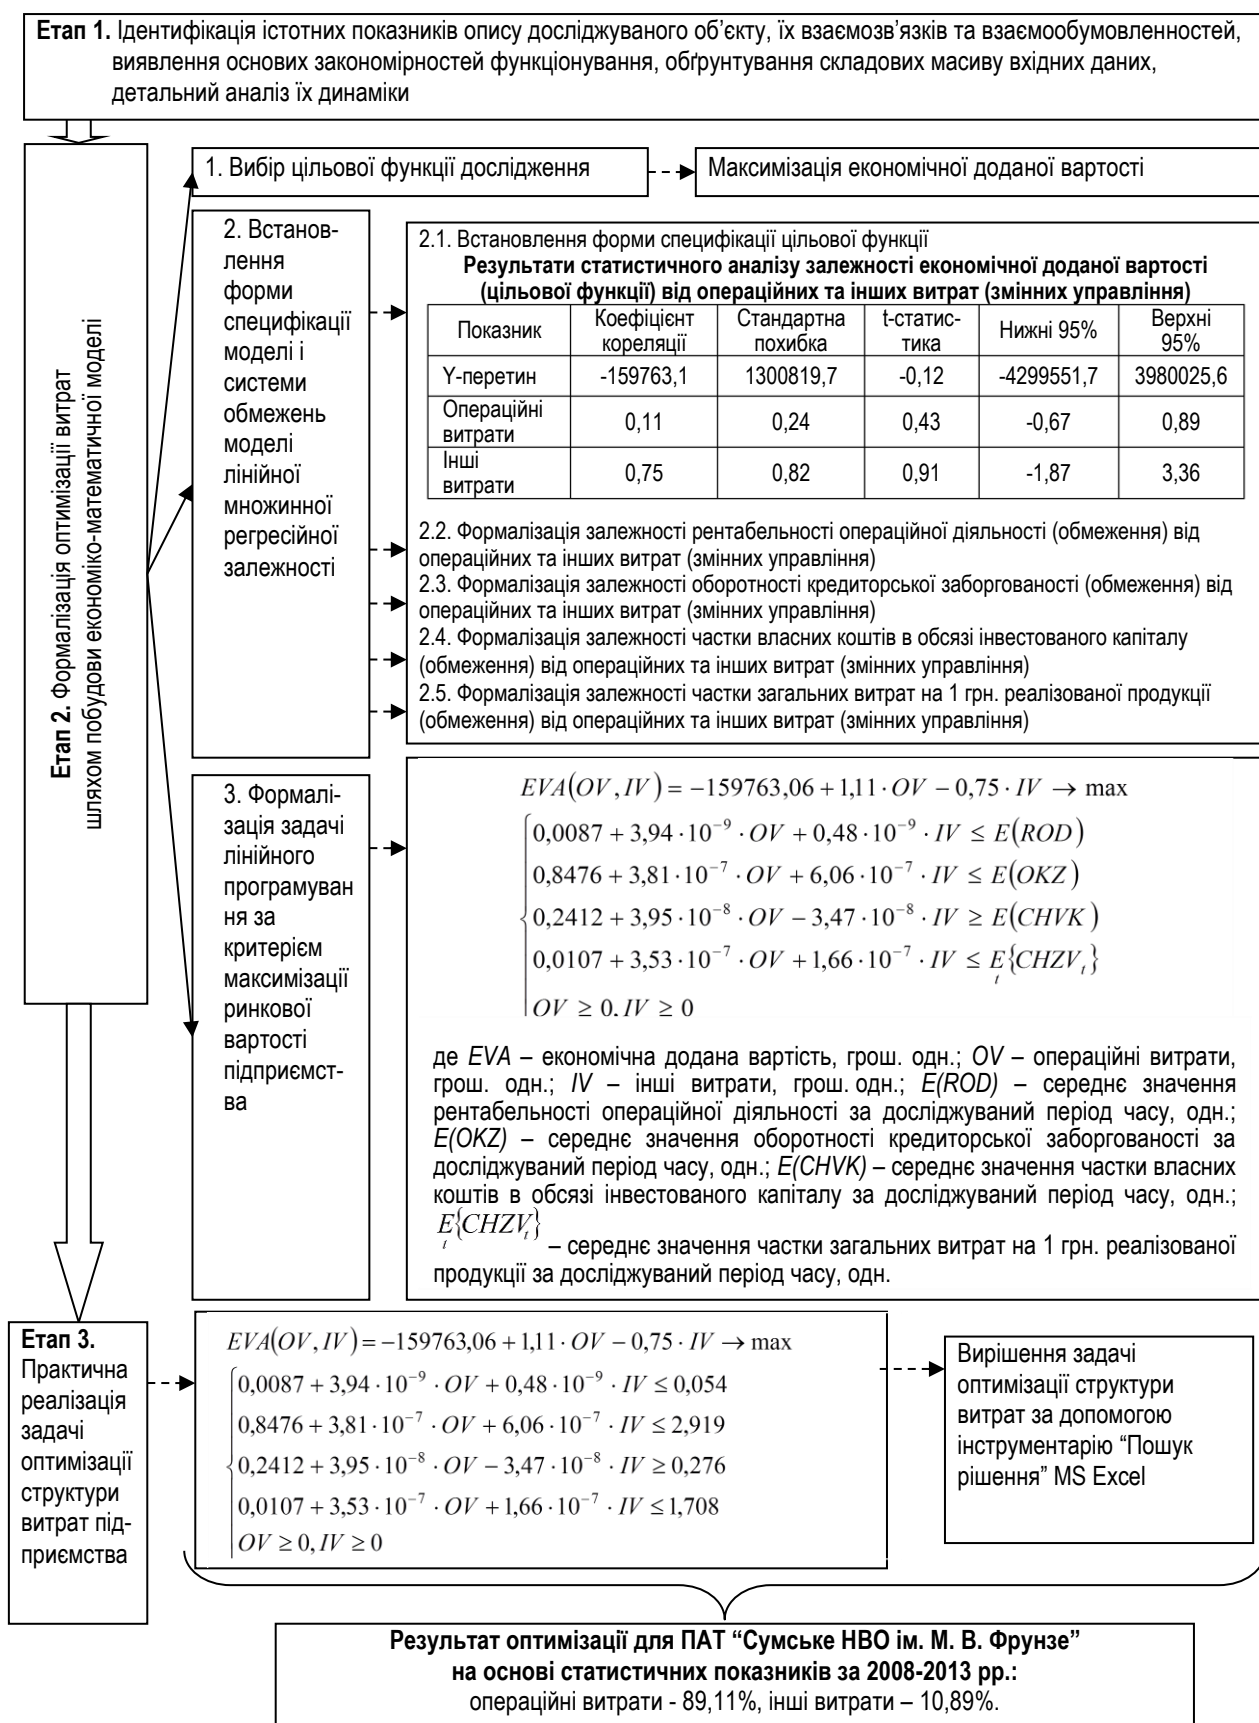 Етап 1. Ідентифікація істотних показників опису досліджуваного об’єкту, їх взаємозв’язків та взаємообумовленностей,
виявлення основих закономірностей функціонування, обґрунтування складових масиву вхідних даних,
детальний аналіз їх динаміки
Етап 2. Формалізація оптимізації витрат
шляхом побудови економіко-математичної моделі
1. Вибір цільової функції дослідження
Максимізація економічної доданої вартості
2. Встанов-
лення
форми
специфікації
моделі і
системи
обмежень
моделі
лінійної
множинної
регресійної
залежності
2.1. Встановлення форми специфікації цільової функції
Результати статистичного аналізу залежності економічної доданої вартості
(цільової функції) від операційних та інших витрат (змінних управління)
Показник Коефіцієнт кореляції Стандартна похибка t-статис-тика Нижні 95% Верхні 95%
Y-перетин -159763,1 1300819,7 -0,12 -4299551,7 3980025,6
Операційні витрати 0,11 0,24 0,43 -0,67 0,89
Інші витрати 0,75 0,82 0,91 -1,87 3,36
2.2. Формалізація залежності рентабельності операційної діяльності (обмеження) від
операційних та інших витрат (змінних управління)
2.3. Формалізація залежності оборотності кредиторської заборгованості (обмеження) від
операційних та інших витрат (змінних управління)
2.4. Формалізація залежності частки власних коштів в обсязі інвестованого капіталу
(обмеження) від операційних та інших витрат (змінних управління)
2.5. Формалізація залежності частки загальних витрат на 1 грн. реалізованої продукції
(обмеження) від операційних та інших витрат (змінних управління)
3. Формалі-
зація задачі
лінійного
програмуван
ня за
критерієм
максимізації
ринкової
вартості
підприємст-
ва
EVA(OV, IV) = −159763,06 + 1,11 · OV − 0,75 · IV → max
0,0087 + 3,94 · 10⁻⁹ · OV + 0,48 · 10⁻⁹ · IV ≤ E(ROD)
0,8476 + 3,81 · 10⁻⁷ · OV + 6,06 · 10⁻⁷ · IV ≤ E(OKZ)
0,2412 + 3,95 · 10⁻⁸ · OV − 3,47 · 10⁻⁸ · IV ≥ E(CHVK)
0,0107 + 3,53 · 10⁻⁷ · OV + 1,66 · 10⁻⁷ · IV ≤ E_t{CHZV_t}
OV ≥ 0, IV ≥ 0
де EVA – економічна додана вартість, грош. одн.; OV – операційні витрати,
грош. одн.; IV – інші витрати, грош. одн.; E(ROD) – середнє значення
рентабельності операційної діяльності за досліджуваний період часу, одн.;
E(OKZ) – середнє значення оборотності кредиторської заборгованості за
досліджуваний період часу, одн.; E(CHVK) – середнє значення частки власних
коштів в обсязі інвестованого капіталу за досліджуваний період часу, одн.;
E_t{CHZV_t} – середнє значення частки загальних витрат на 1 грн. реалізованої
продукції за досліджуваний період часу, одн.
Етап 3.
Практична
реалізація
задачі
оптимізації
структури
витрат під-
приємства
EVA(OV, IV) = −159763,06 + 1,11 · OV − 0,75 · IV → max
0,0087 + 3,94 · 10⁻⁹ · OV + 0,48 · 10⁻⁹ · IV ≤ 0,054
0,8476 + 3,81 · 10⁻⁷ · OV + 6,06 · 10⁻⁷ · IV ≤ 2,919
0,2412 + 3,95 · 10⁻⁸ · OV − 3,47 · 10⁻⁸ · IV ≥ 0,276
0,0107 + 3,53 · 10⁻⁷ · OV + 1,66 · 10⁻⁷ · IV ≤ 1,708
OV ≥ 0, IV ≥ 0
Вирішення задачі
оптимізації структури
витрат за допомогою
інструментарію “Пошук
рішення” MS Excel
Результат оптимізації для ПАТ “Сумське НВО ім. М. В. Фрунзе”
на основі статистичних показників за 2008-2013 рр.:
операційні витрати - 89,11%, інші витрати – 10,89%.